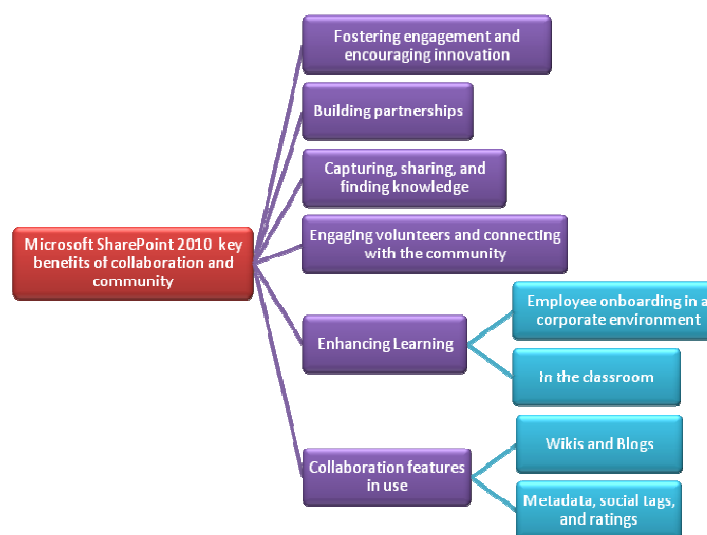 Fostering engagement and
encouraging innovation
Building partnerships
Capturing, sharing, and
finding knowledge
Microsoft SharePoint 2010 key
benefits of collaboration and
community
Engaging volunteers and connecting
with the community
Enhancing Learning
Employee onboarding in a
corporate environment
In the classroom
Collaboration features
in use
Wikis and Blogs
Metadata, social tags,
and ratings